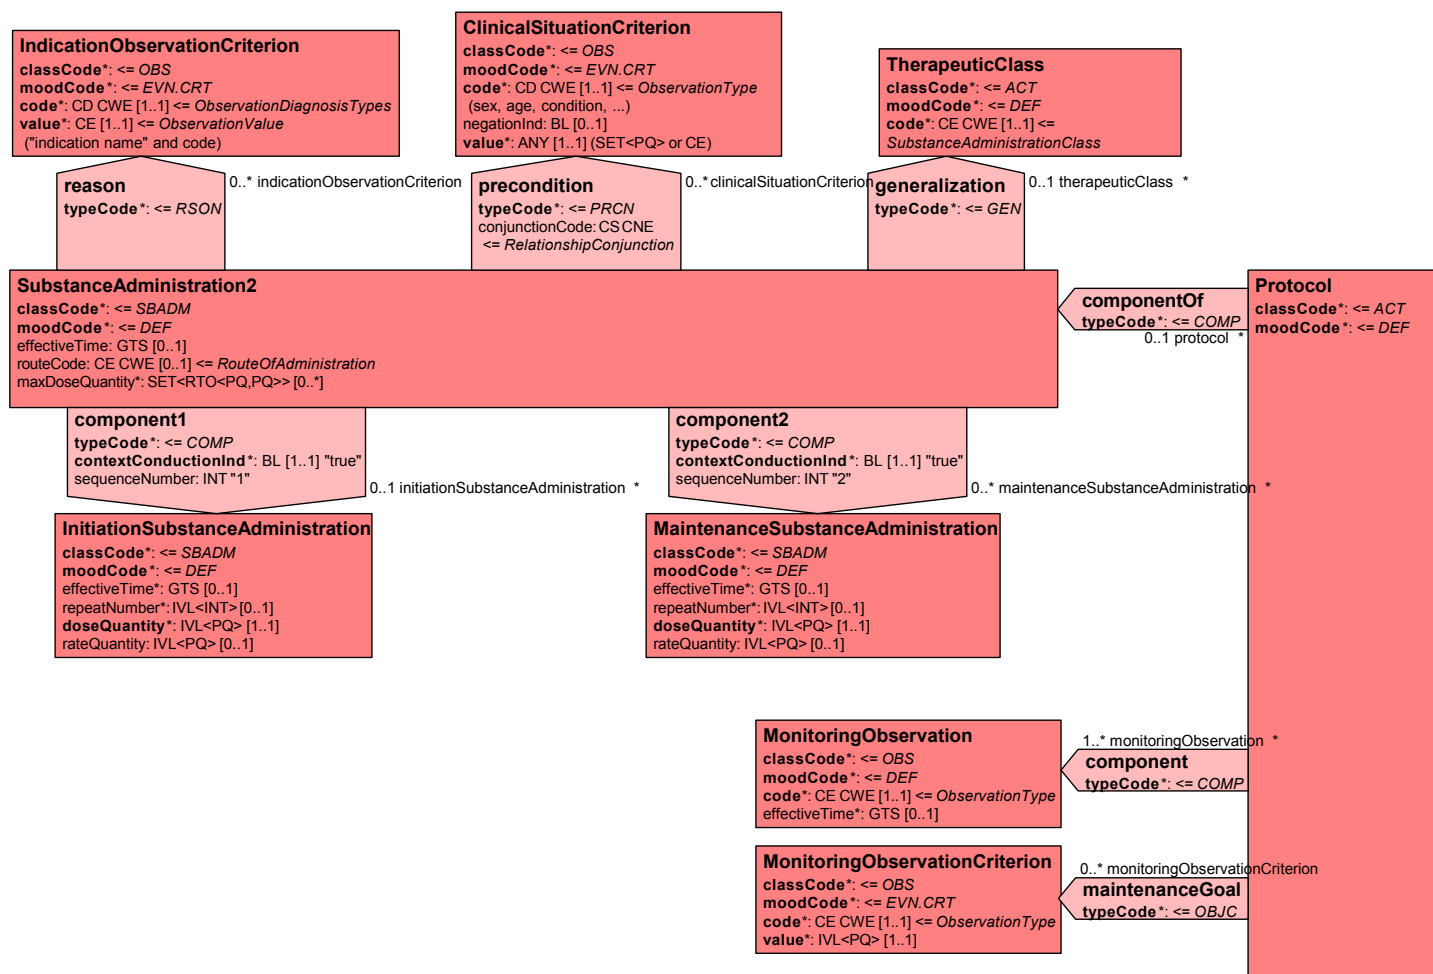 IndicationObservationCriterion
classCode*: <= OBS
moodCode*: <= EVN.CRT
code*: CD CWE [1..1] <= ObservationDiagnosisTypes
value*: CE [1..1] <= ObservationValue
("indication name" and code)
ClinicalSituationCriterion
classCode*: <= OBS
moodCode*: <= EVN.CRT
code*: CD CWE [1..1] <= ObservationType
(sex, age, condition, ...)
negationInd: BL [0..1]
value*: ANY [1..1] (SET<PQ> or CE)
TherapeuticClass
classCode*: <= ACT
moodCode*: <= DEF
code*: CE CWE [1..1] <=
SubstanceAdministrationClass
reason
typeCode*: <= RSON
0..* indicationObservationCriterion
precondition
typeCode*: <= PRCN
conjunctionCode: CS CNE
<= RelationshipConjunction
0..* clinicalSituationCriterion
generalization
typeCode*: <= GEN
0..1 therapeuticClass *
SubstanceAdministration2
classCode*: <= SBADM
moodCode*: <= DEF
effectiveTime: GTS [0..1]
routeCode: CE CWE [0..1] <= RouteOfAdministration
maxDoseQuantity*: SET<RTO<PQ,PQ>> [0..*]
componentOf
typeCode*: <= COMP
0..1 protocol *
Protocol
classCode*: <= ACT
moodCode*: <= DEF
component1
typeCode*: <= COMP
contextConductionInd*: BL [1..1] "true"
sequenceNumber: INT "1"
0..1 initiationSubstanceAdministration *
component2
typeCode*: <= COMP
contextConductionInd*: BL [1..1] "true"
sequenceNumber: INT "2"
0..* maintenanceSubstanceAdministration *
InitiationSubstanceAdministration
classCode*: <= SBADM
moodCode*: <= DEF
effectiveTime*: GTS [0..1]
repeatNumber*: IVL<INT> [0..1]
doseQuantity*: IVL<PQ> [1..1]
rateQuantity: IVL<PQ> [0..1]
MaintenanceSubstanceAdministration
classCode*: <= SBADM
moodCode*: <= DEF
effectiveTime*: GTS [0..1]
repeatNumber*: IVL<INT> [0..1]
doseQuantity*: IVL<PQ> [1..1]
rateQuantity: IVL<PQ> [0..1]
MonitoringObservation
classCode*: <= OBS
moodCode*: <= DEF
code*: CE CWE [1..1] <= ObservationType
effectiveTime*: GTS [0..1]
1..* monitoringObservation *
component
typeCode*: <= COMP
MonitoringObservationCriterion
classCode*: <= OBS
moodCode*: <= EVN.CRT
code*: CE CWE [1..1] <= ObservationType
value*: IVL<PQ> [1..1]
0..* monitoringObservationCriterion
maintenanceGoal
typeCode*: <= OBJC